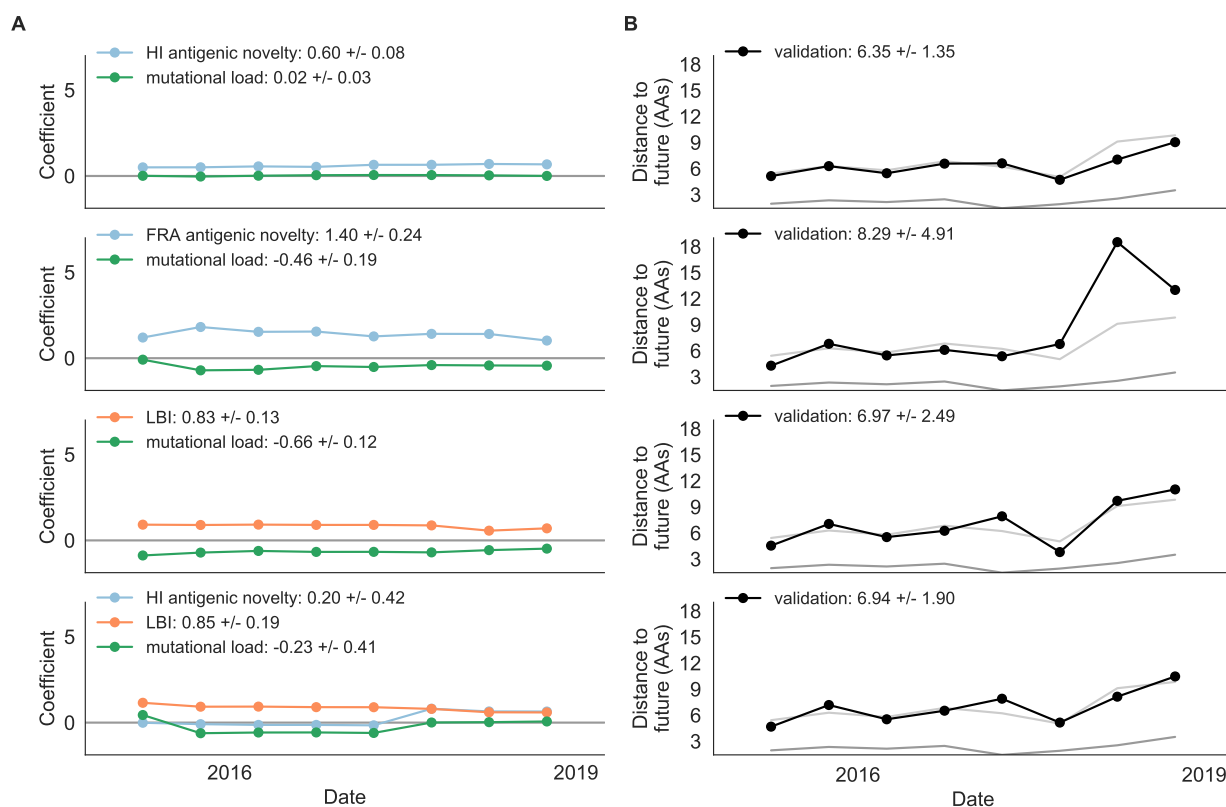 A
B
HI antigenic novelty: 0.60 +/- 0.08
mutational load: 0.02 +/- 0.03
5
0
Coefficient
validation: 6.35 +/- 1.35
18
15
12
9
6
3
Distance to
future (AAs)
FRA antigenic novelty: 1.40 +/- 0.24
mutational load: -0.46 +/- 0.19
5
0
Coefficient
validation: 8.29 +/- 4.91
18
15
12
9
6
3
Distance to
future (AAs)
LBI: 0.83 +/- 0.13
mutational load: -0.66 +/- 0.12
5
0
Coefficient
validation: 6.97 +/- 2.49
18
15
12
9
6
3
Distance to
future (AAs)
HI antigenic novelty: 0.20 +/- 0.42
LBI: 0.85 +/- 0.19
mutational load: -0.23 +/- 0.41
5
0
Coefficient
validation: 6.94 +/- 1.90
18
15
12
9
6
3
Distance to
future (AAs)
2016
2019
Date
2016
2019
Date